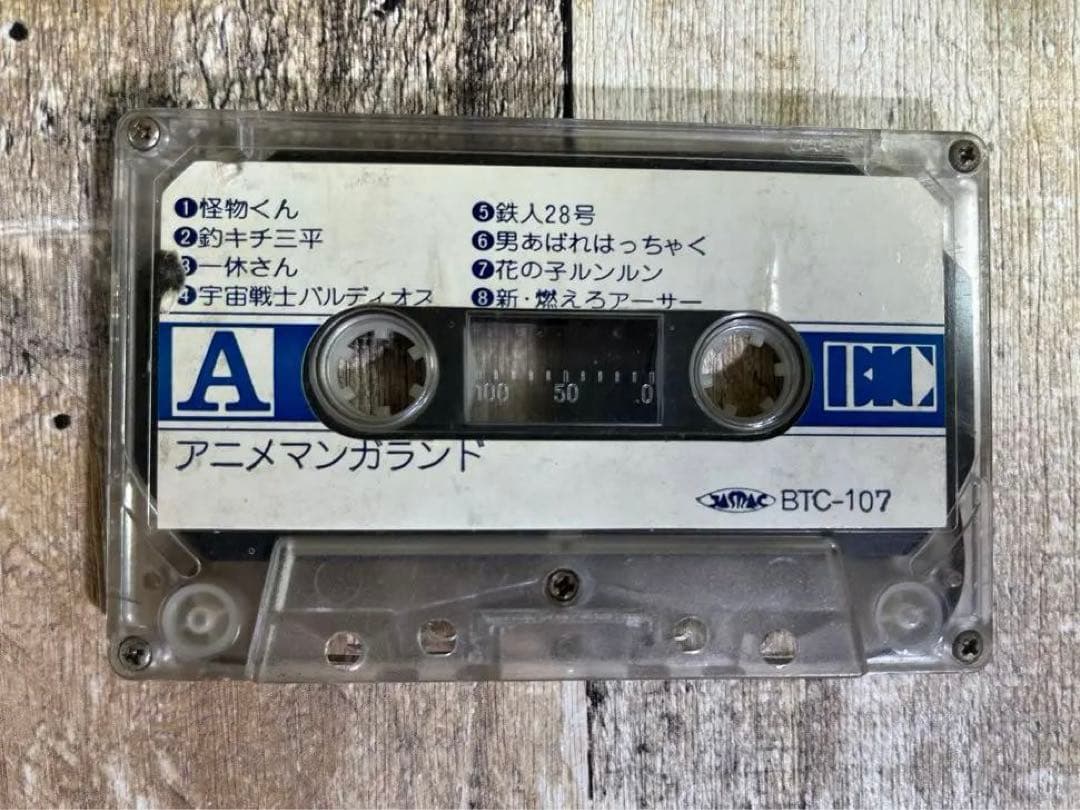 ❶怪物くん
❷釣キチ三平
❸一休さん
❹宇宙戦士バルディオス
❺鉄人28号
❻男あばれはっちゃく
❼花の子ルンルン
❽新・燃えろアーサー
A
100 50 0
アニメマンガランド
JASRAC BTC-107